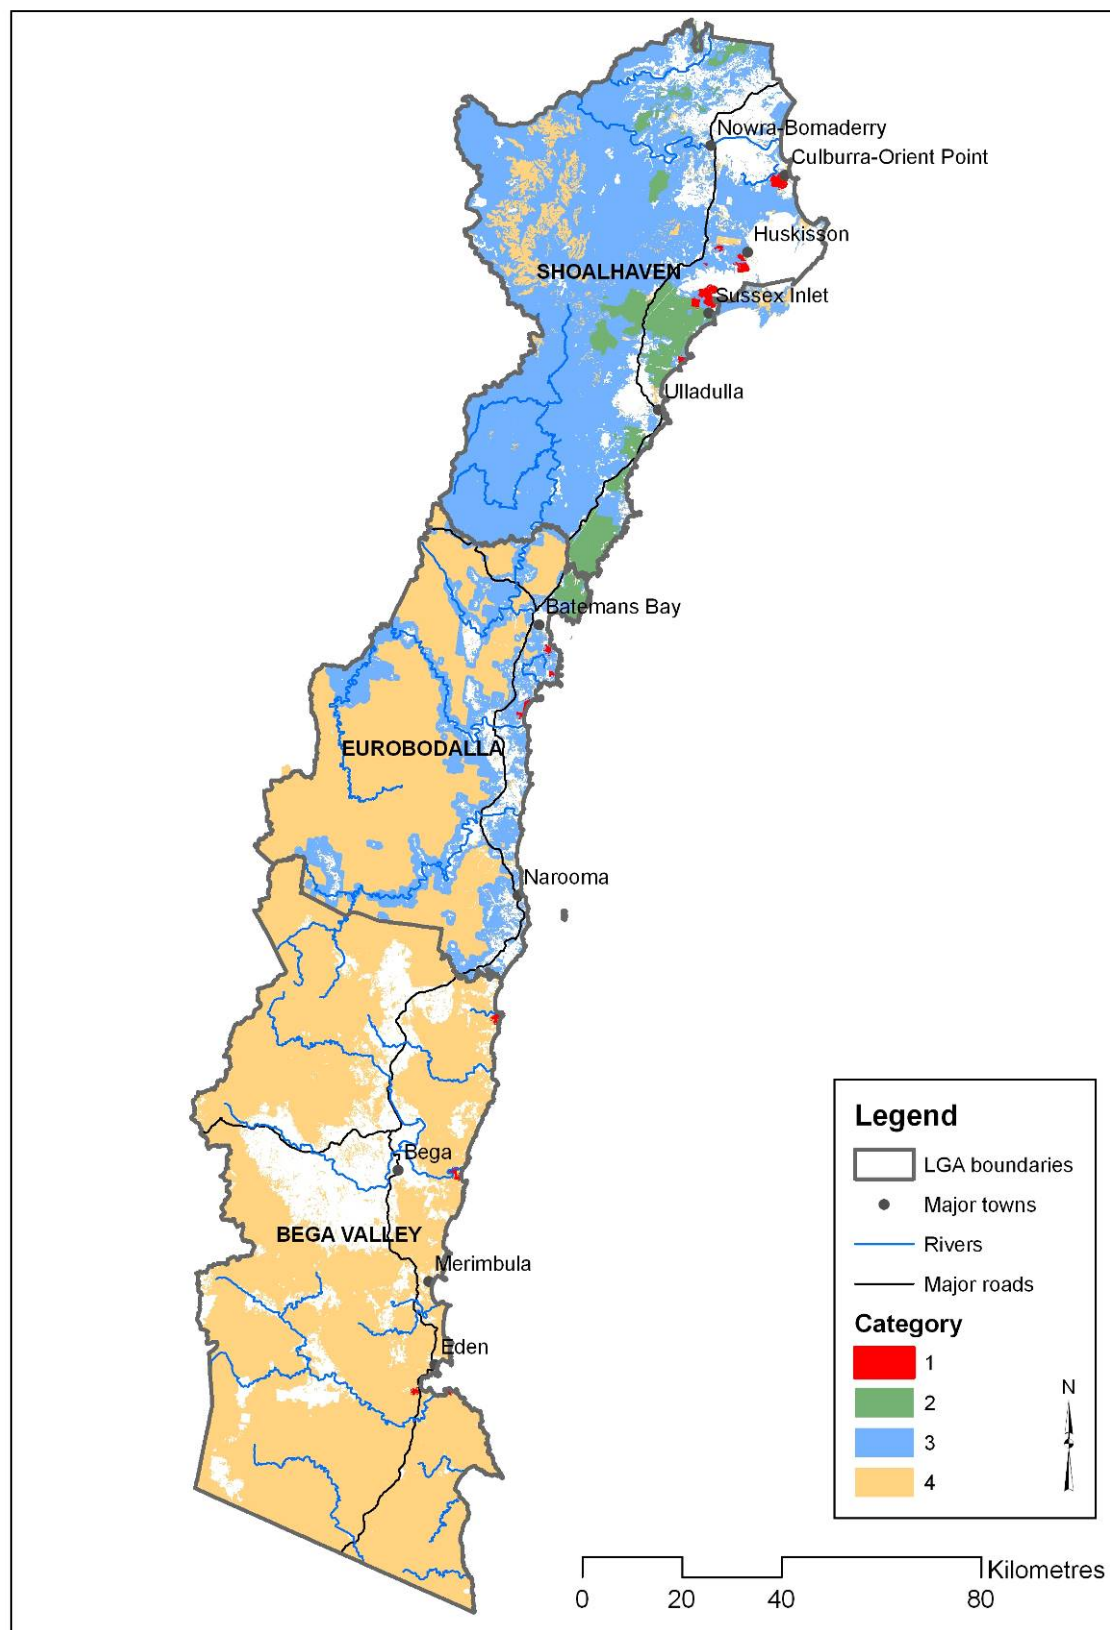 Nowra-Bomaderry
Culburra-Orient Point
Huskisson
SHOALHAVEN
Sussex Inlet
Ulladulla
Batemans Bay
EUROBODALLA
Narooma
Bega
BEGA VALLEY
Merimbula
Eden
Legend
LGA boundaries
Major towns
Rivers
Major roads
Category
1
2
3
4
N
Kilometres
0 20 40 80